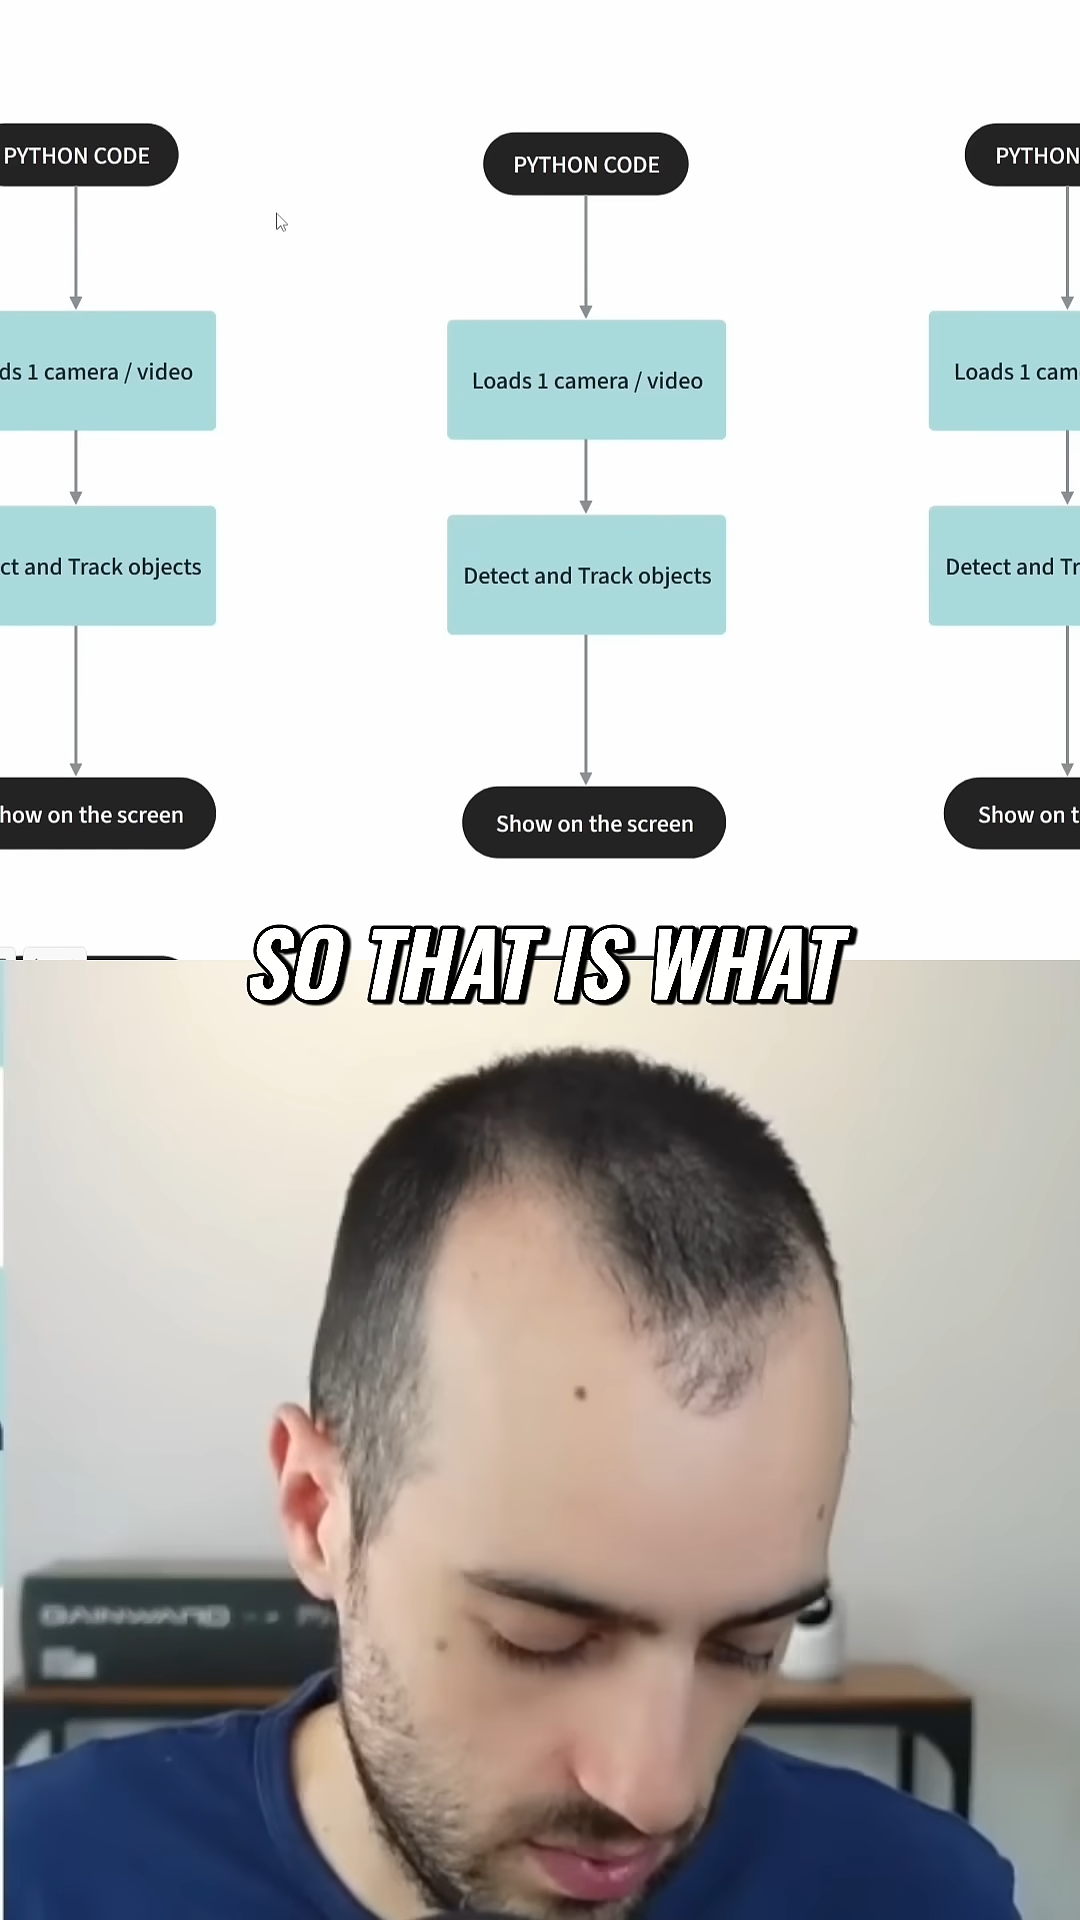 PYTHON CODE
PYTHON CODE
PYTHON
ds 1 camera / video
Loads 1 camera / video
Loads 1 cam
ct and Track objects
Detect and Track objects
Detect and Tr
how on the screen
Show on the screen
Show on t
SO THAT IS WHAT
GAINWARD